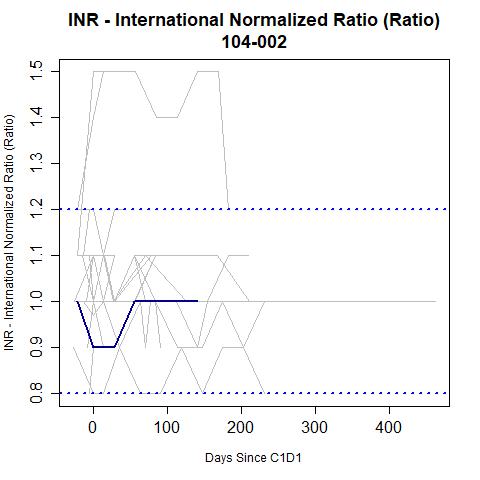 INR - International Normalized Ratio (Ratio)
104-002
INR - International Normalized Ratio (Ratio)
1.5
1.4
1.3
1.2
1.1
1.0
0.9
0.8
0 100 200 300 400
Days Since C1D1